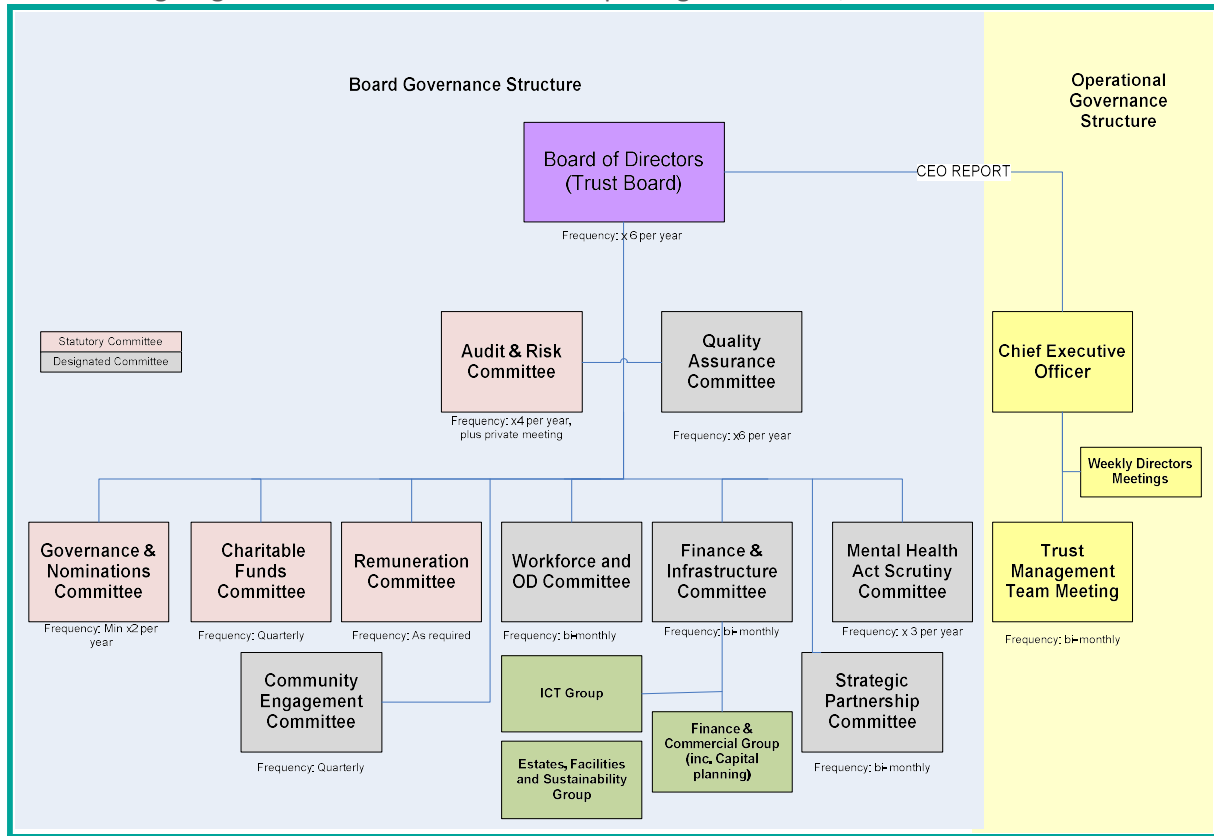 Board Governance Structure
Operational
Governance
Structure
Board of Directors
(Trust Board)
CEO REPORT
Frequency: x 6 per year
Statutory Committee
Designated Committee
Audit & Risk
Committee
Frequency: x4 per year,
plus private meeting
Quality
Assurance
Committee
Frequency: x6 per year
Chief Executive
Officer
Weekly Directors
Meetings
Governance &
Nominations
Committee
Frequency: Min x2 per
year
Charitable
Funds
Committee
Frequency: Quarterly
Remuneration
Committee
Frequency: As required
Workforce and
OD Committee
Frequency: bi-monthly
Finance &
Infrastructure
Committee
Frequency: bi-monthly
Mental Health
Act Scrutiny
Committee
Frequency: x 3 per year
Trust
Management
Team Meeting
Frequency: bi-monthly
Community
Engagement
Committee
Frequency: Quarterly
ICT Group
Estates, Facilities
and Sustainability
Group
Finance &
Commercial Group
(inc. Capital
planning)
Strategic
Partnership
Committee
Frequency: bi-monthly